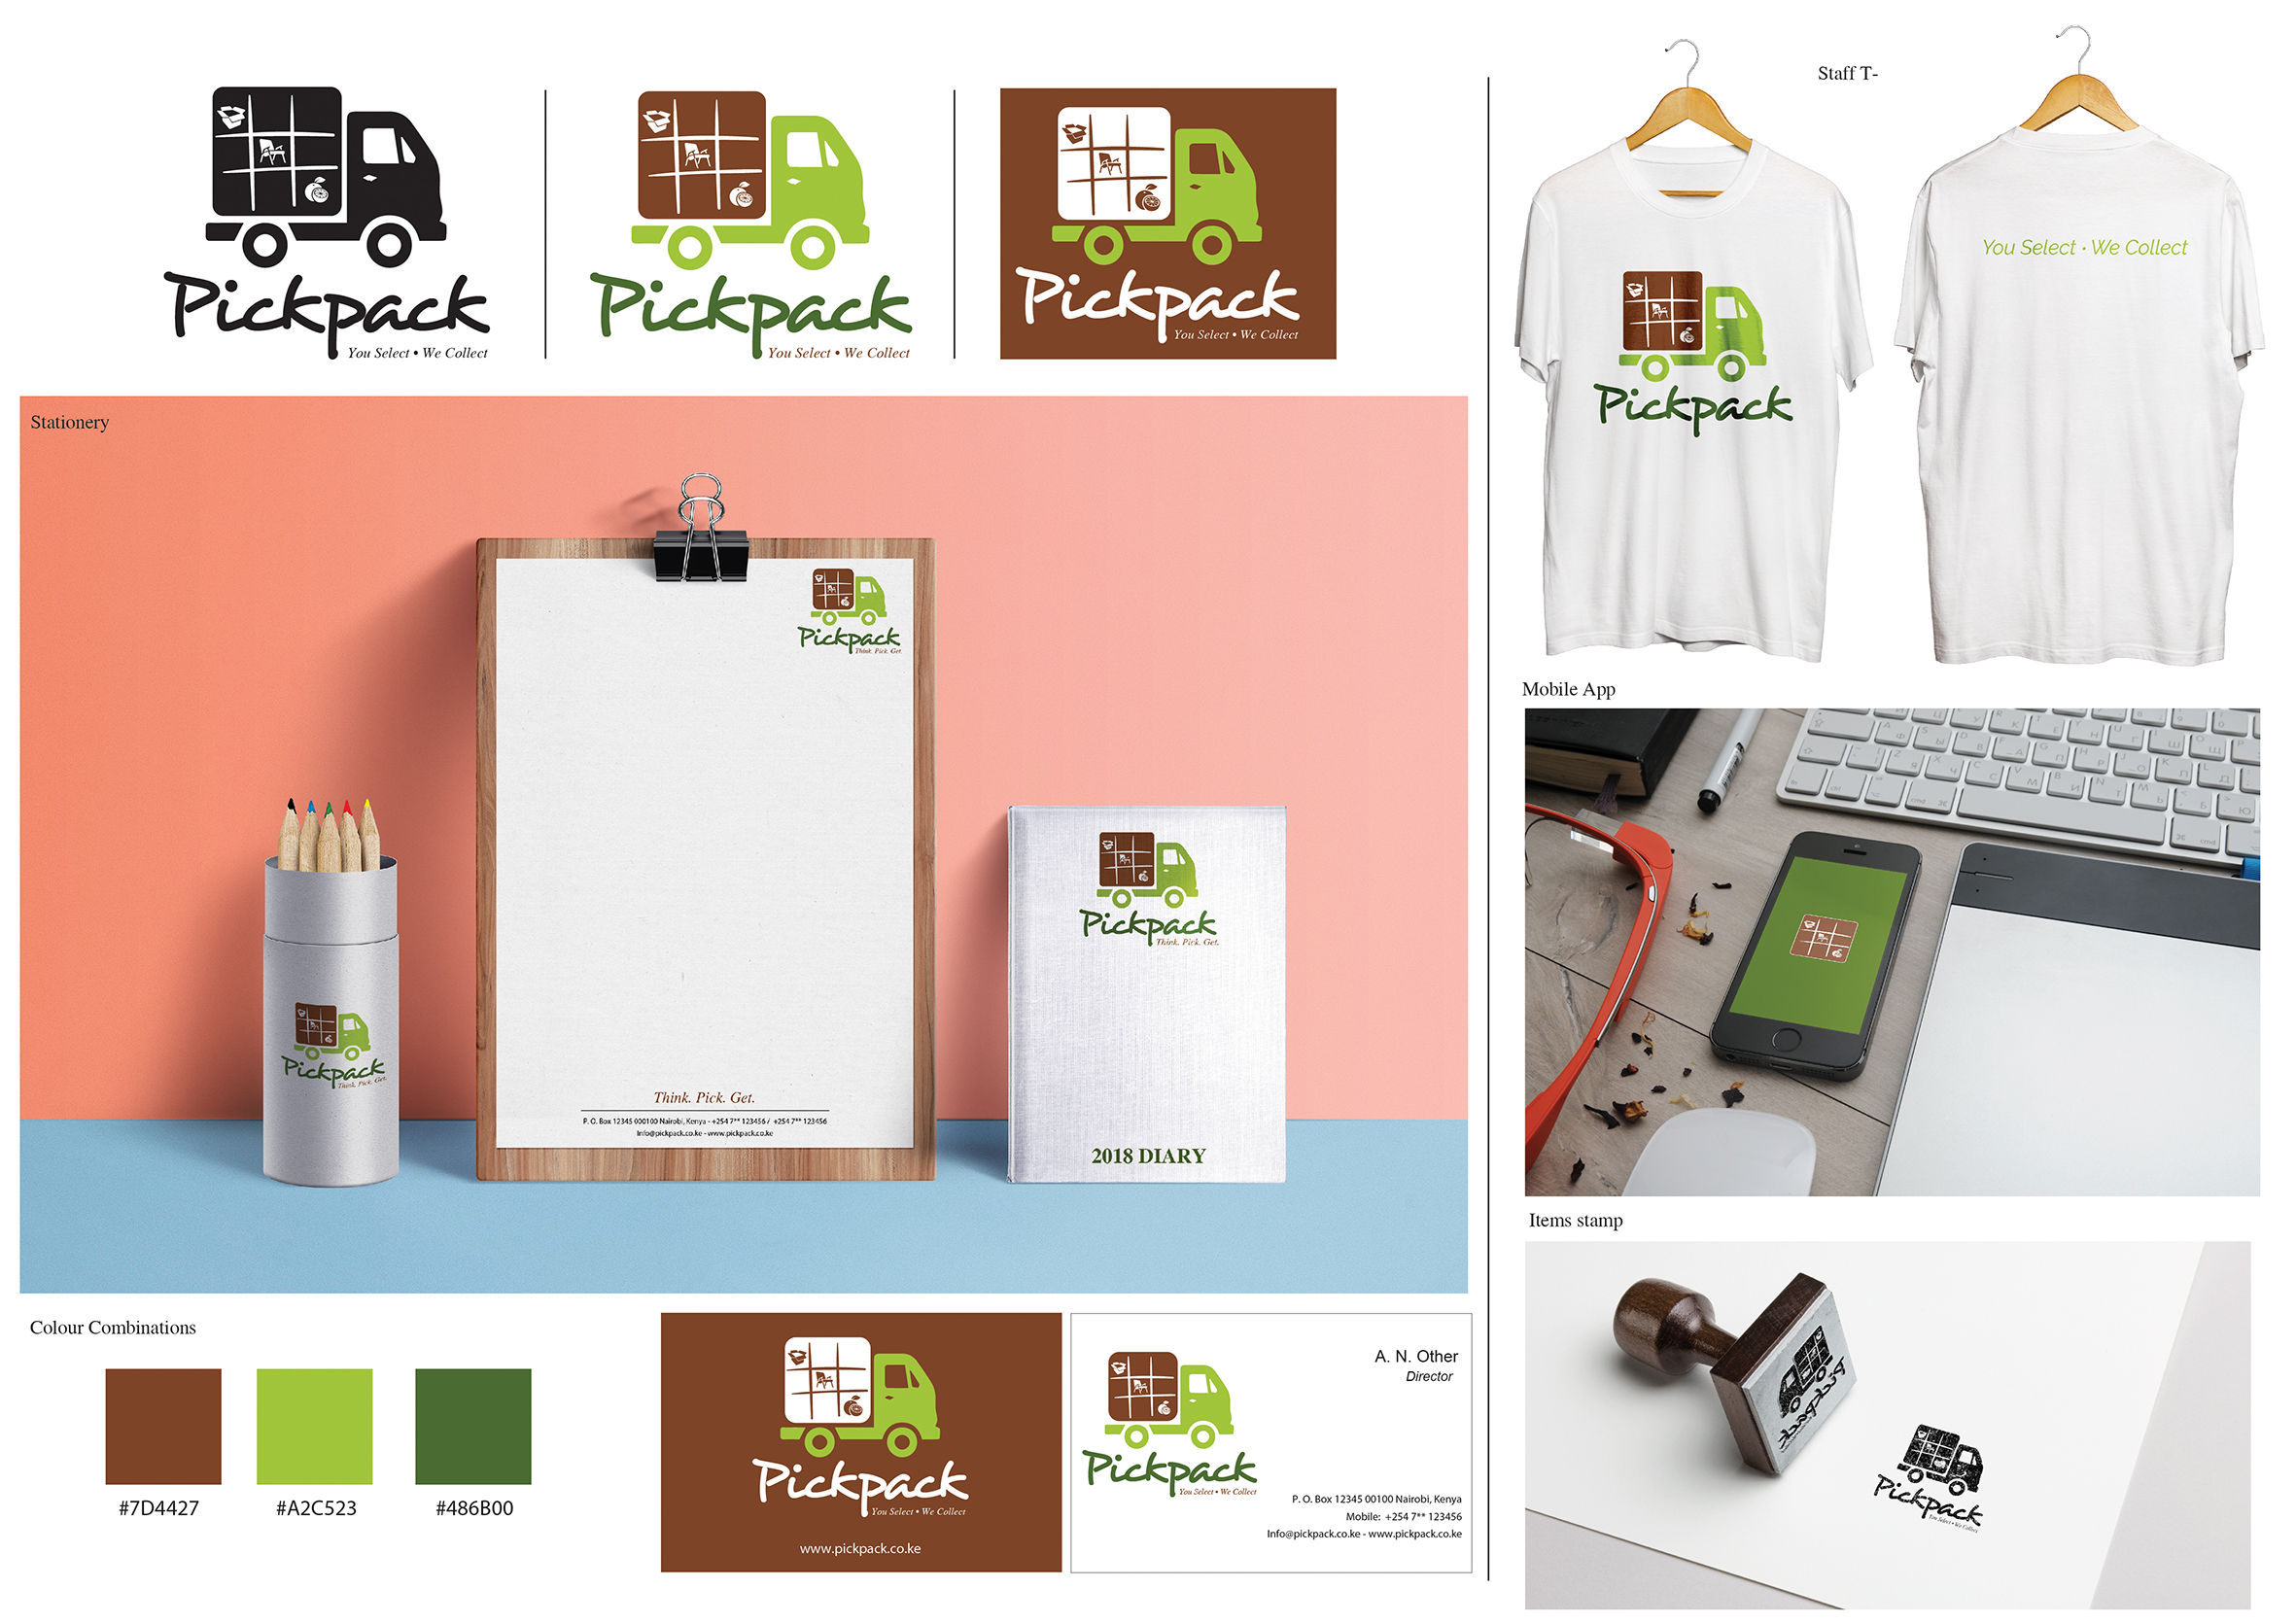 Pickpack
You Select • We Collect
Pickpack
You Select • We Collect
Pickpack
You Select • We Collect
Stationery
Pickpack
Think. Pick. Get.
Think. Pick. Get.
P. O. Box 12345 000100 Nairobi, Kenya - +254 7** 123456 / +254 7** 123456
Info@pickpack.co.ke - www.pickpack.co.ke
Pickpack
Think. Pick. Get.
Pickpack
Think. Pick. Get.
2018 DIARY
Colour Combinations
#7D4427
#A2C523
#486B00
Pickpack
You Select • We Collect
www.pickpack.co.ke
A. N. Other
Director
Pickpack
You Select • We Collect
P. O. Box 12345 00100 Nairobi, Kenya
Mobile: +254 7** 123456
Info@pickpack.co.ke - www.pickpack.co.ke
Staff T-
Pickpack
You Select • We Collect
Mobile App
Items stamp
Pickpack
Pickpack
You Select • We Collect